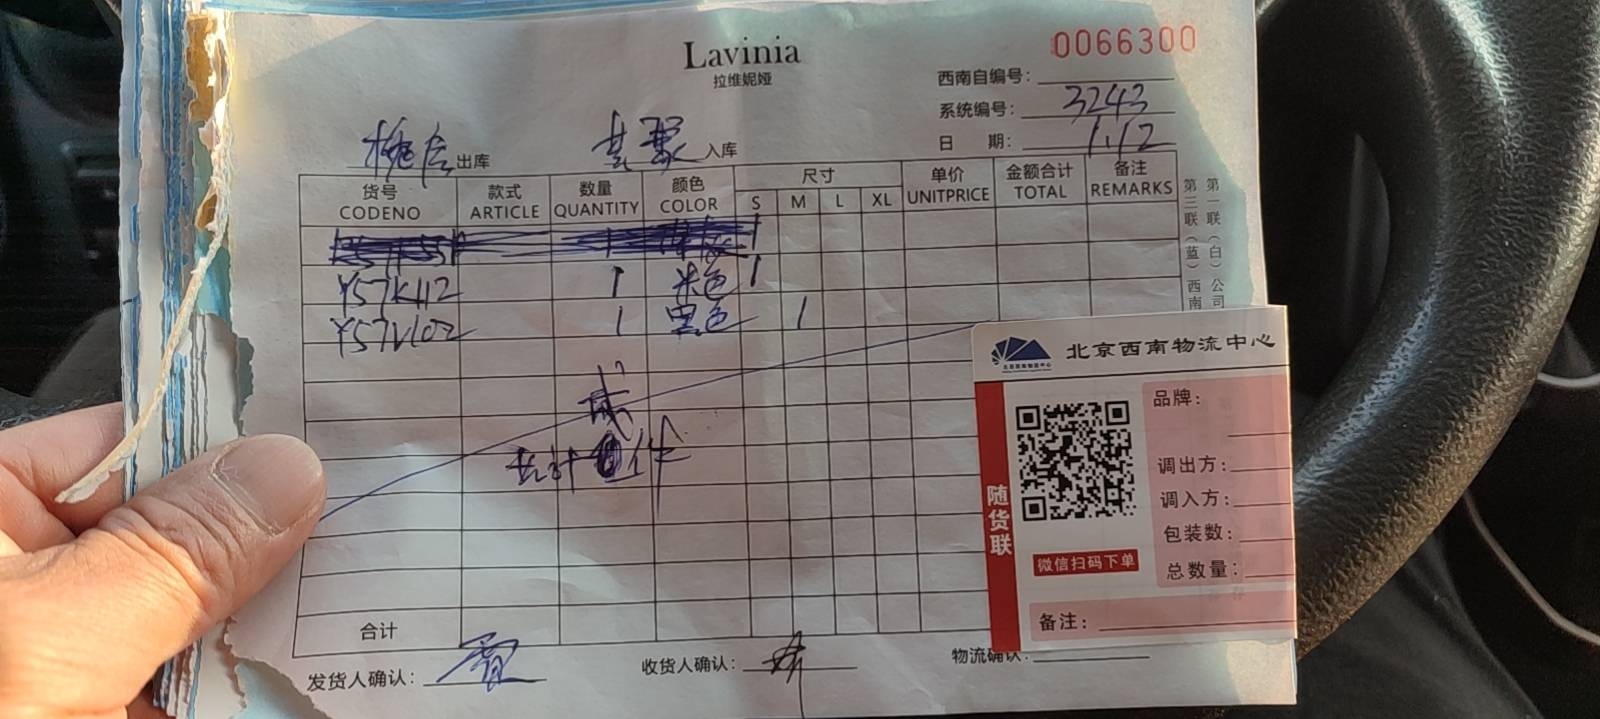 Lavinia
拉维妮娅
0066300
西南自编号:
系统编号: 3243
日 期: 1.12
出库 入库
货号 款式 数量 颜色 尺寸 单价 金额合计 备注
CODENO ARTICLE QUANTITY COLOR S M L XL UNITPRICE TOTAL REMARKS
1
Y57K112 1 米色 1
Y57V102 1 黑色 1
共计 件
合计
发货人确认: 收货人确认: 物流确认:
第一联(白)公司
第三联(蓝)西南
北京西南物流中心
随货联
微信扫码下单
品牌:
调出方:
调入方:
包装数:
总数量:
备注: